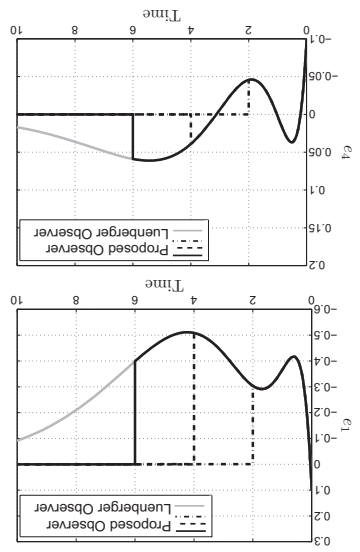 0.3
0.2
0.1
0
−0.1
−0.2
−0.3
−0.4
−0.5
−0.6
e₁
Proposed Observer
Luenberger Observer
0 2 4 6 8 10
Time
0.2
0.15
0.1
0.05
0
−0.05
−0.1
e₄
Proposed Observer
Luenberger Observer
0 2 4 6 8 10
Time